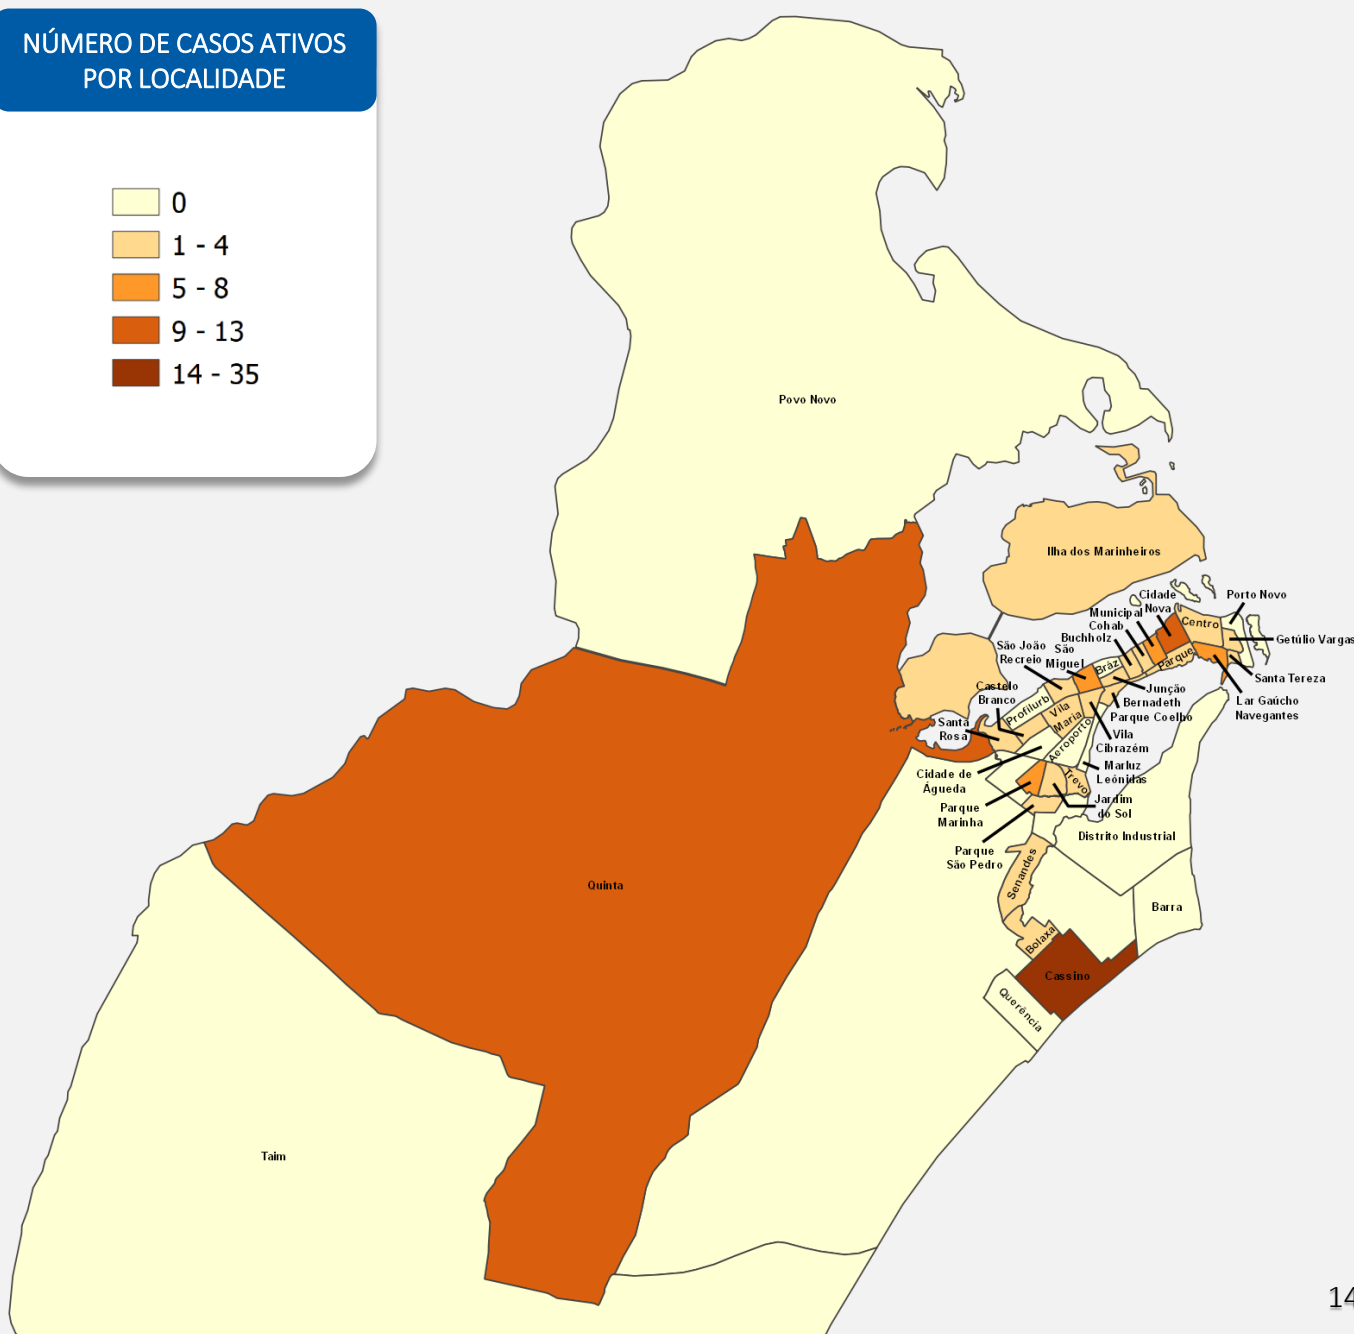 NÚMERO DE CASOS ATIVOS
POR LOCALIDADE
0
1 - 4
5 - 8
9 - 13
14 - 35
Povo Novo
Ilha dos Marinheiros
Cidade
Nova
Porto Novo
Municipal
Cohab
Buchholz
Centro
Getúlio Vargas
São João
Recreio
São
Miguel
Bráz
Parque
Santa Tereza
Castelo
Branco
Junção
Lar Gaúcho
Navegantes
Profilurb
Bernadeth
Parque Coelho
Vila
Maria
Santa
Rosa
Vila
Cibrazém
Aeroporto
Marluz
Leônidas
Cidade de
Águeda
Trevo
Parque
Marinha
Jardim
do Sol
Distrito Industrial
Parque
São Pedro
Senandes
Quinta
Barra
Bolaxa
Cassino
Querência
Taim
14